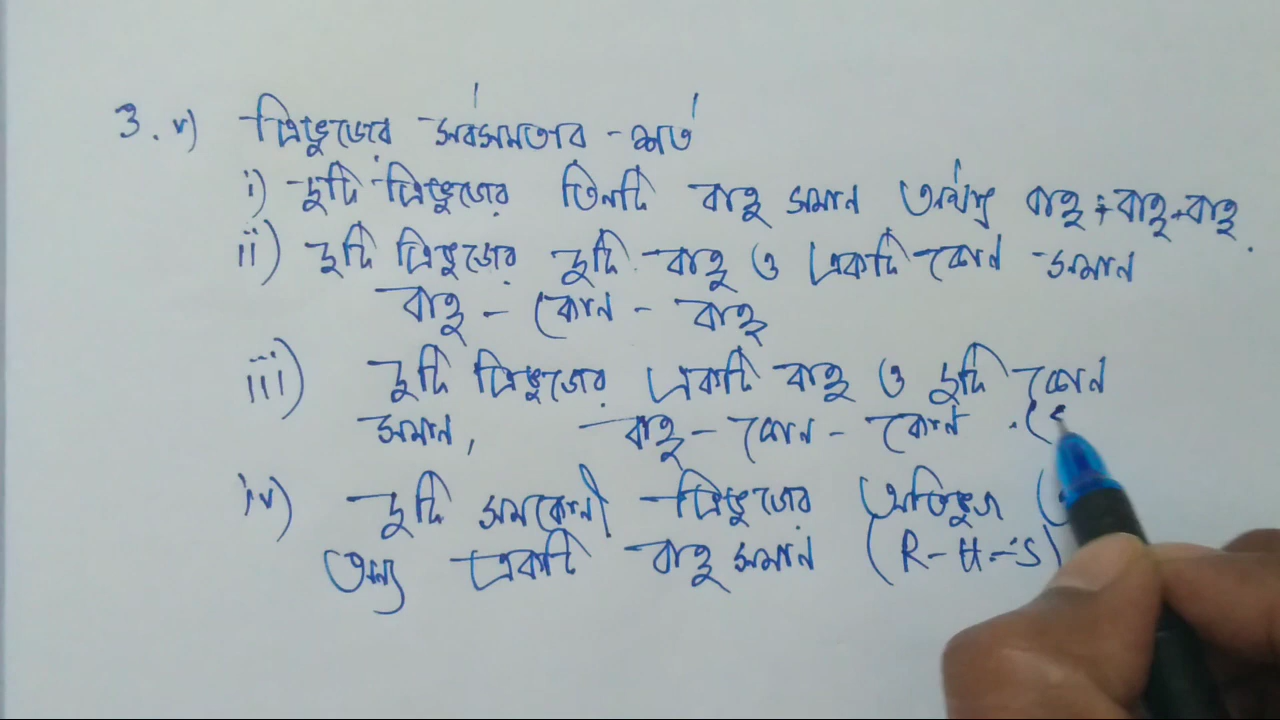 3. v) ত্রিভুজের সর্বসমতার শর্ত
i) দুটি ত্রিভুজের তিনটি বাহু সমান অর্থাৎ বাহু-বাহু-বাহু.
ii) দুটি ত্রিভুজের দুটি বাহু ও একটি কোন সমান
বাহু - কোন - বাহু
iii) দুটি ত্রিভুজের একটি বাহু ও দুটি কোন
সমান, বাহু - কোন - কোন . (
iv) দুটি সমকোনী ত্রিভুজের অতিভুজ
অন্য একটি বাহু সমান (R-H-S)